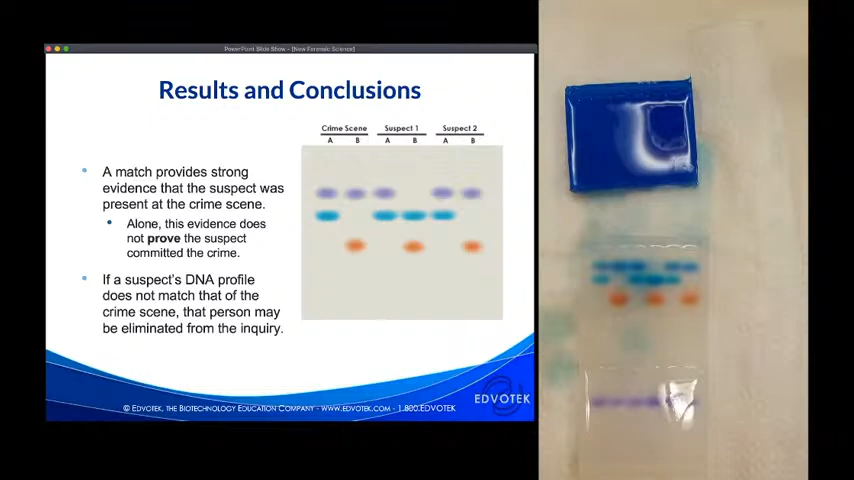 PowerPoint Slide Show - [New Forensic Science]
Results and Conclusions
• A match provides strong
evidence that the suspect was
present at the crime scene.
• Alone, this evidence does
not prove the suspect
committed the crime.
• If a suspect's DNA profile
does not match that of the
crime scene, that person may
be eliminated from the inquiry.
Crime Scene Suspect 1 Suspect 2
A B A B A B
© EDVOTEK, THE BIOTECHNOLOGY EDUCATION COMPANY - WWW.EDVOTEK.COM - 1.800.EDVOTEK
EDVOTEK